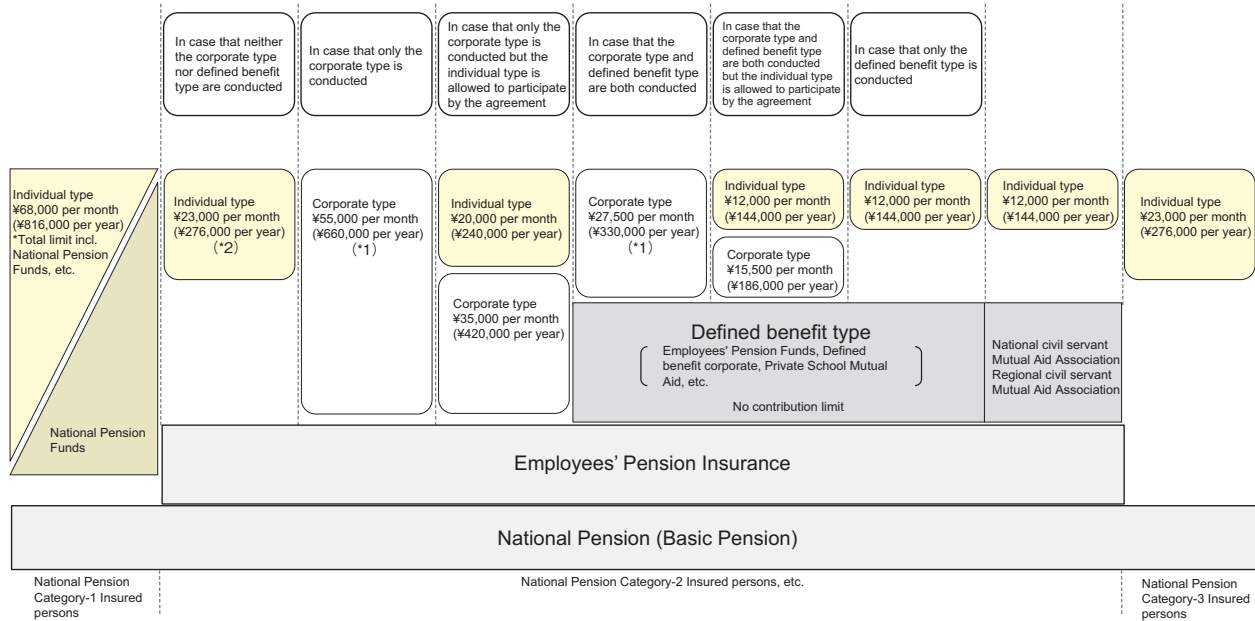 In case that neither
the corporate type
nor defined benefit
type are conducted
In case that only the
corporate type is
conducted
In case that only the
corporate type is
conducted but the
individual type is
allowed to participate
by the agreement
In case that the
corporate type and
defined benefit type
are both conducted
In case that the
corporate type and
defined benefit type
are both conducted
but the individual type
is allowed to participate
by the agreement
In case that only the
defined benefit type is
conducted
Individual type
¥68,000 per month
(¥816,000 per year)
*Total limit incl.
National Pension
Funds, etc.
National Pension
Funds
Individual type
¥23,000 per month
(¥276,000 per year)
(*2)
Corporate type
¥55,000 per month
(¥660,000 per year)
(*1)
Individual type
¥20,000 per month
(¥240,000 per year)
Corporate type
¥35,000 per month
(¥420,000 per year)
Corporate type
¥27,500 per month
(¥330,000 per year)
(*1)
Individual type
¥12,000 per month
(¥144,000 per year)
Corporate type
¥15,500 per month
(¥186,000 per year)
Individual type
¥12,000 per month
(¥144,000 per year)
Individual type
¥12,000 per month
(¥144,000 per year)
Individual type
¥23,000 per month
(¥276,000 per year)
Defined benefit type
Employees' Pension Funds, Defined
benefit corporate, Private School Mutual
Aid, etc.
No contribution limit
National civil servant
Mutual Aid Association
Regional civil servant
Mutual Aid Association
Employees’ Pension Insurance
National Pension (Basic Pension)
National Pension
Category-1 Insured
persons
National Pension Category-2 Insured persons, etc.
National Pension
Category-3 Insured
persons